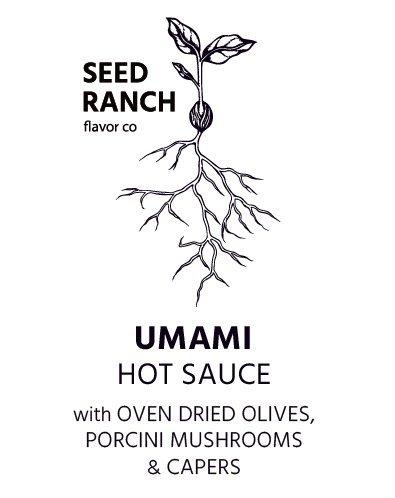 SEED
RANCH
flavor co
UMAMI
HOT SAUCE
with OVEN DRIED OLIVES,
PORCINI MUSHROOMS
& CAPERS